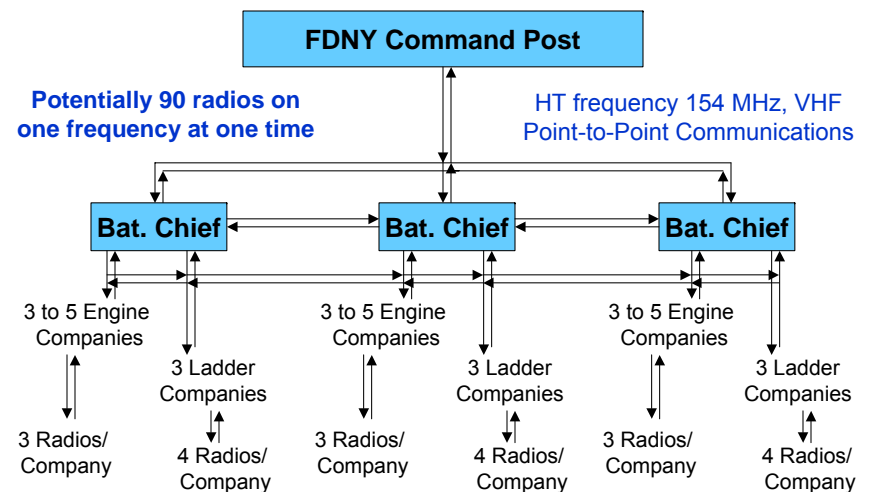 FDNY Command Post
Potentially 90 radios on
one frequency at one time
HT frequency 154 MHz, VHF
Point-to-Point Communications
Bat. Chief
Bat. Chief
Bat. Chief
3 to 5 Engine
Companies
3 Ladder
Companies
3 Radios/
Company
4 Radios/
Company
3 to 5 Engine
Companies
3 Ladder
Companies
3 Radios/
Company
4 Radios/
Company
3 to 5 Engine
Companies
3 Ladder
Companies
3 Radios/
Company
4 Radios/
Company